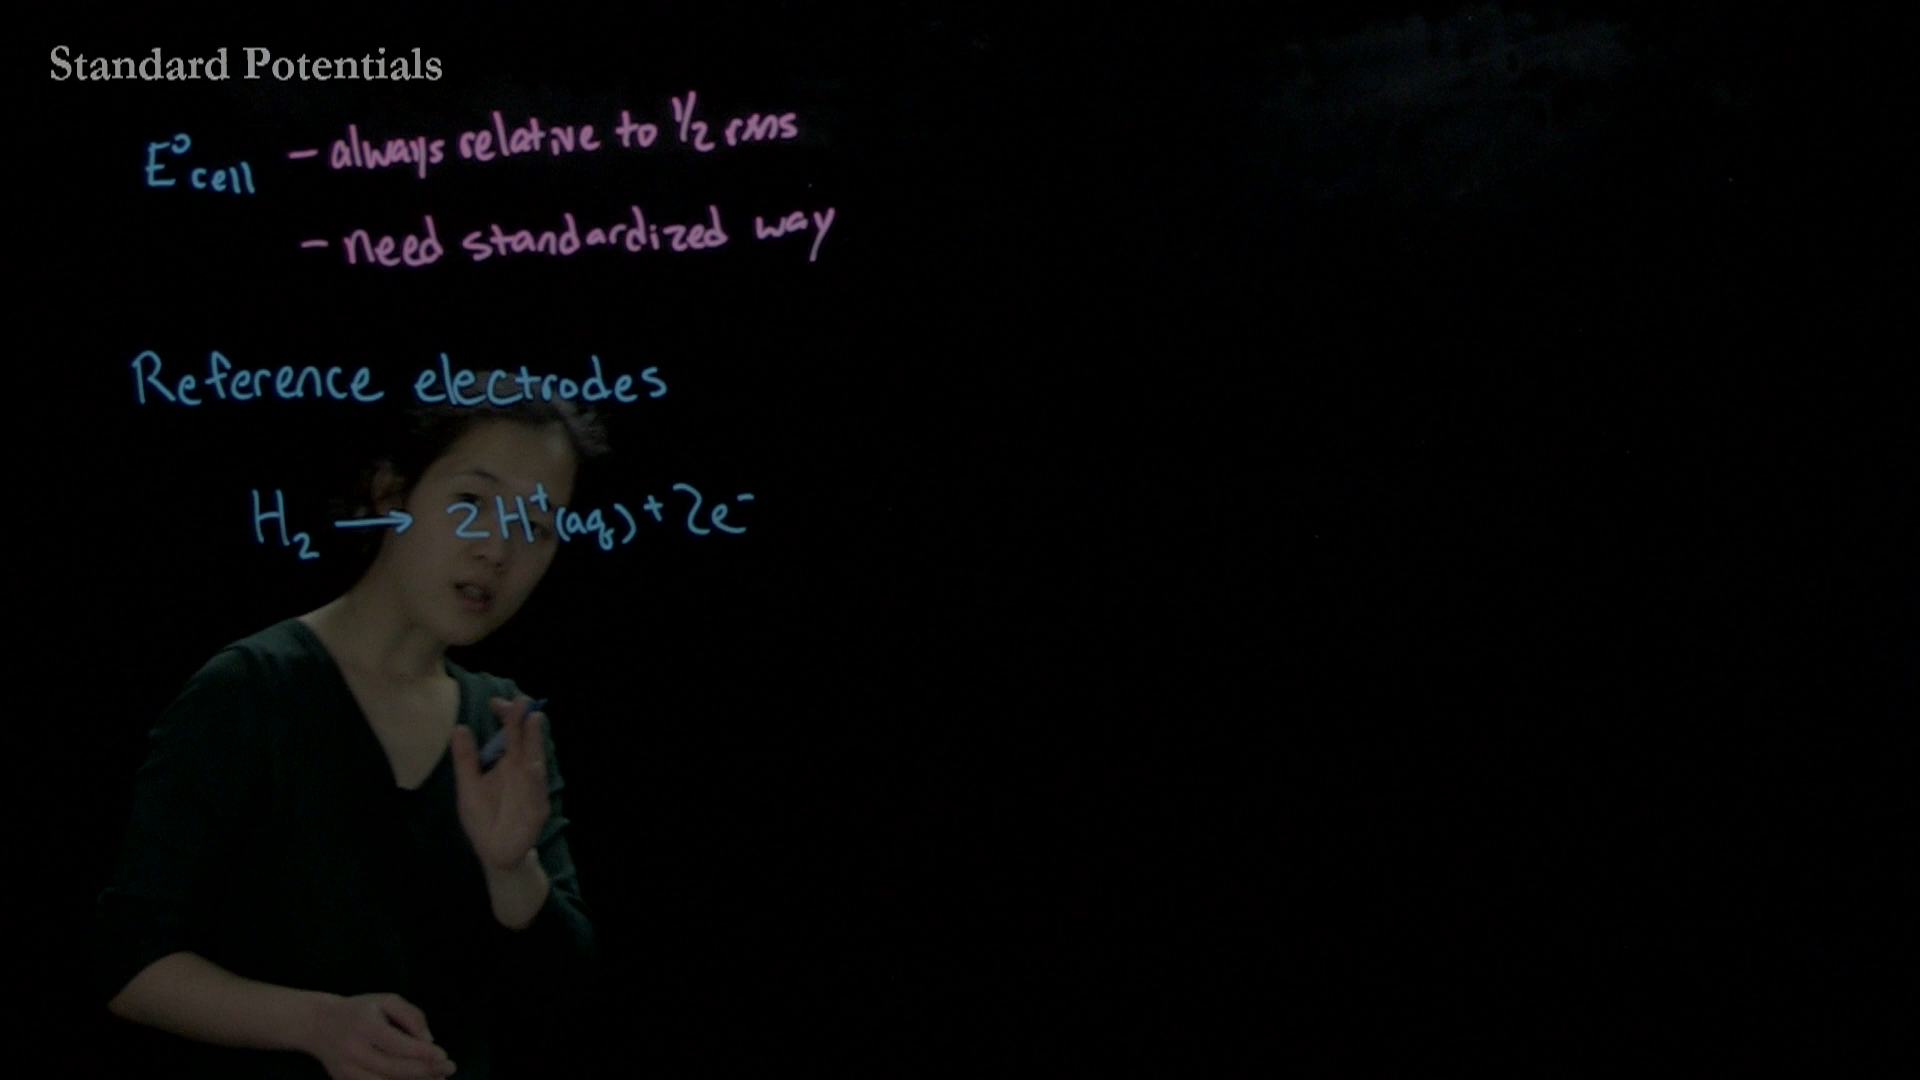 Standard Potentials
E°cell - always relative to 1/2 rxns
- need standardized way
Reference electrodes
H₂ → 2H⁺(aq) + 2e⁻